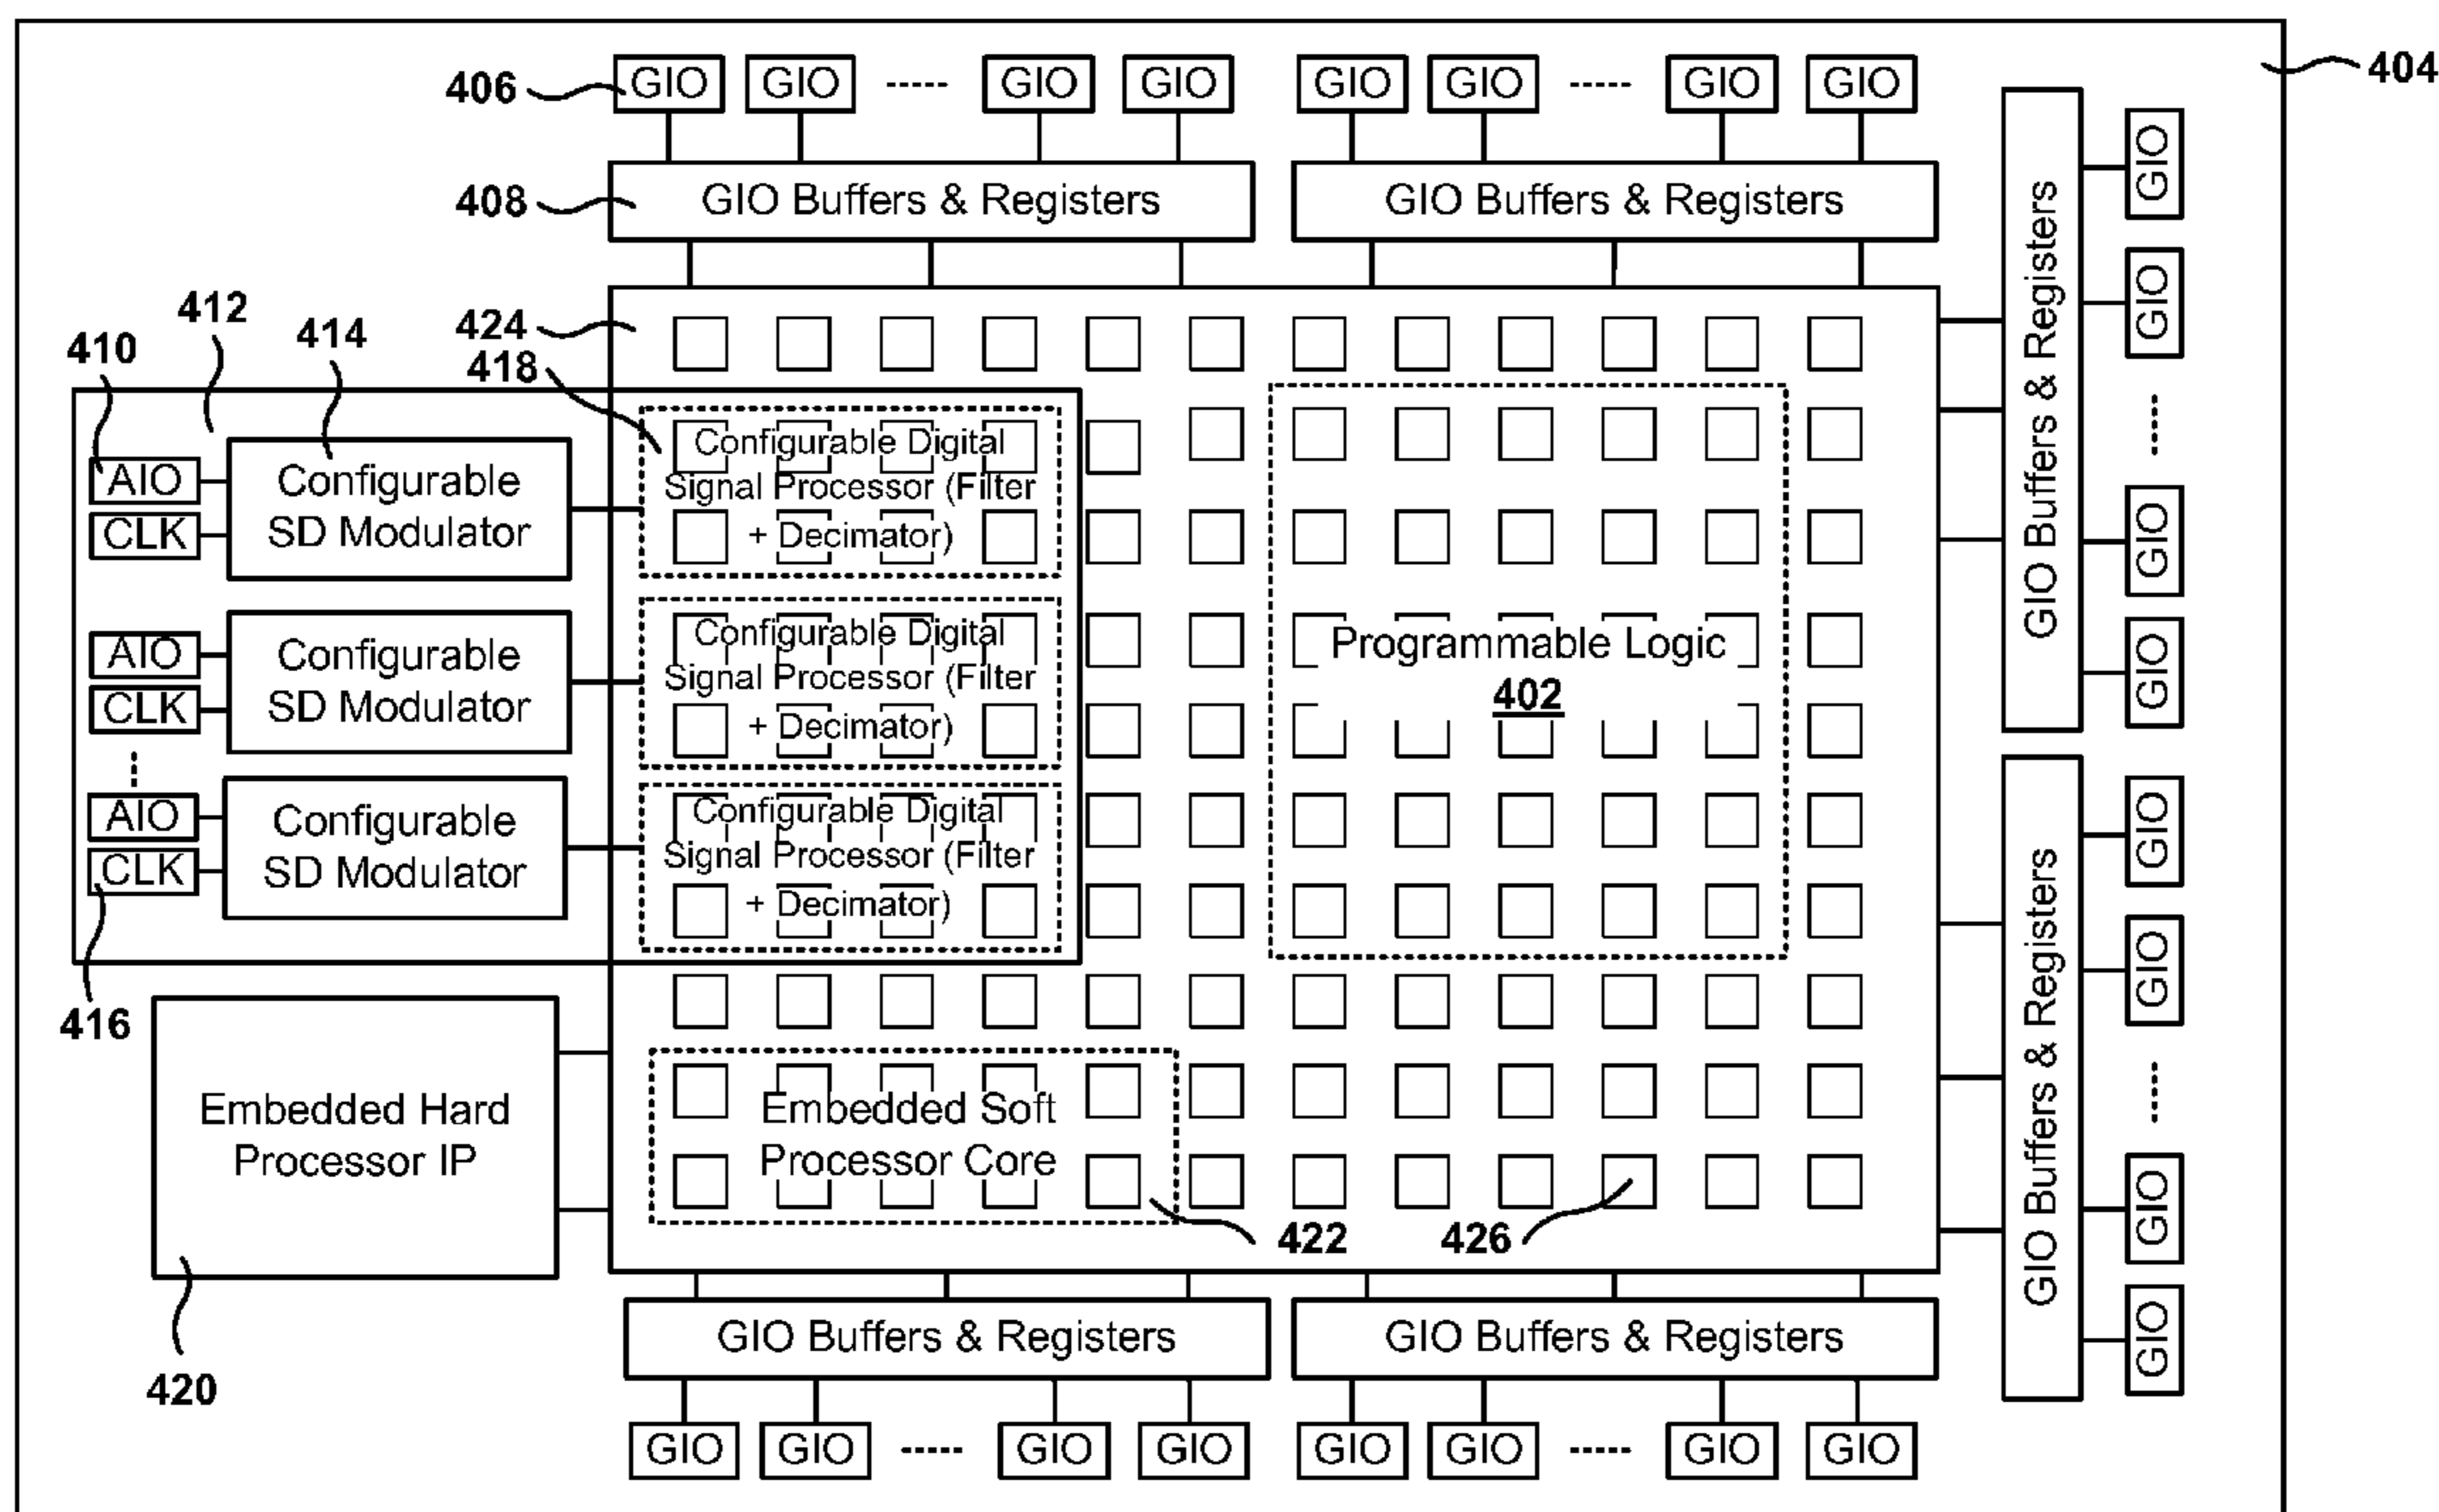 GIO GIO ----- GIO GIO GIO GIO ----- GIO GIO
406
404
408
GIO Buffers & Registers
GIO Buffers & Registers
GIO Buffers & Registers
GIO
GIO
GIO
GIO
412
414
424
410
418
AIO
CLK
Configurable
SD Modulator
Configurable Digital
Signal Processor (Filter
+ Decimator)
AIO
CLK
Configurable
SD Modulator
Configurable Digital
Signal Processor (Filter
+ Decimator)
Programmable Logic
402
AIO
CLK
Configurable
SD Modulator
Configurable Digital
Signal Processor (Filter
+ Decimator)
416
GIO Buffers & Registers
GIO
GIO
GIO
GIO
Embedded Hard
Processor IP
420
Embedded Soft
Processor Core
422
426
GIO Buffers & Registers
GIO Buffers & Registers
GIO GIO ----- GIO GIO GIO GIO ----- GIO GIO